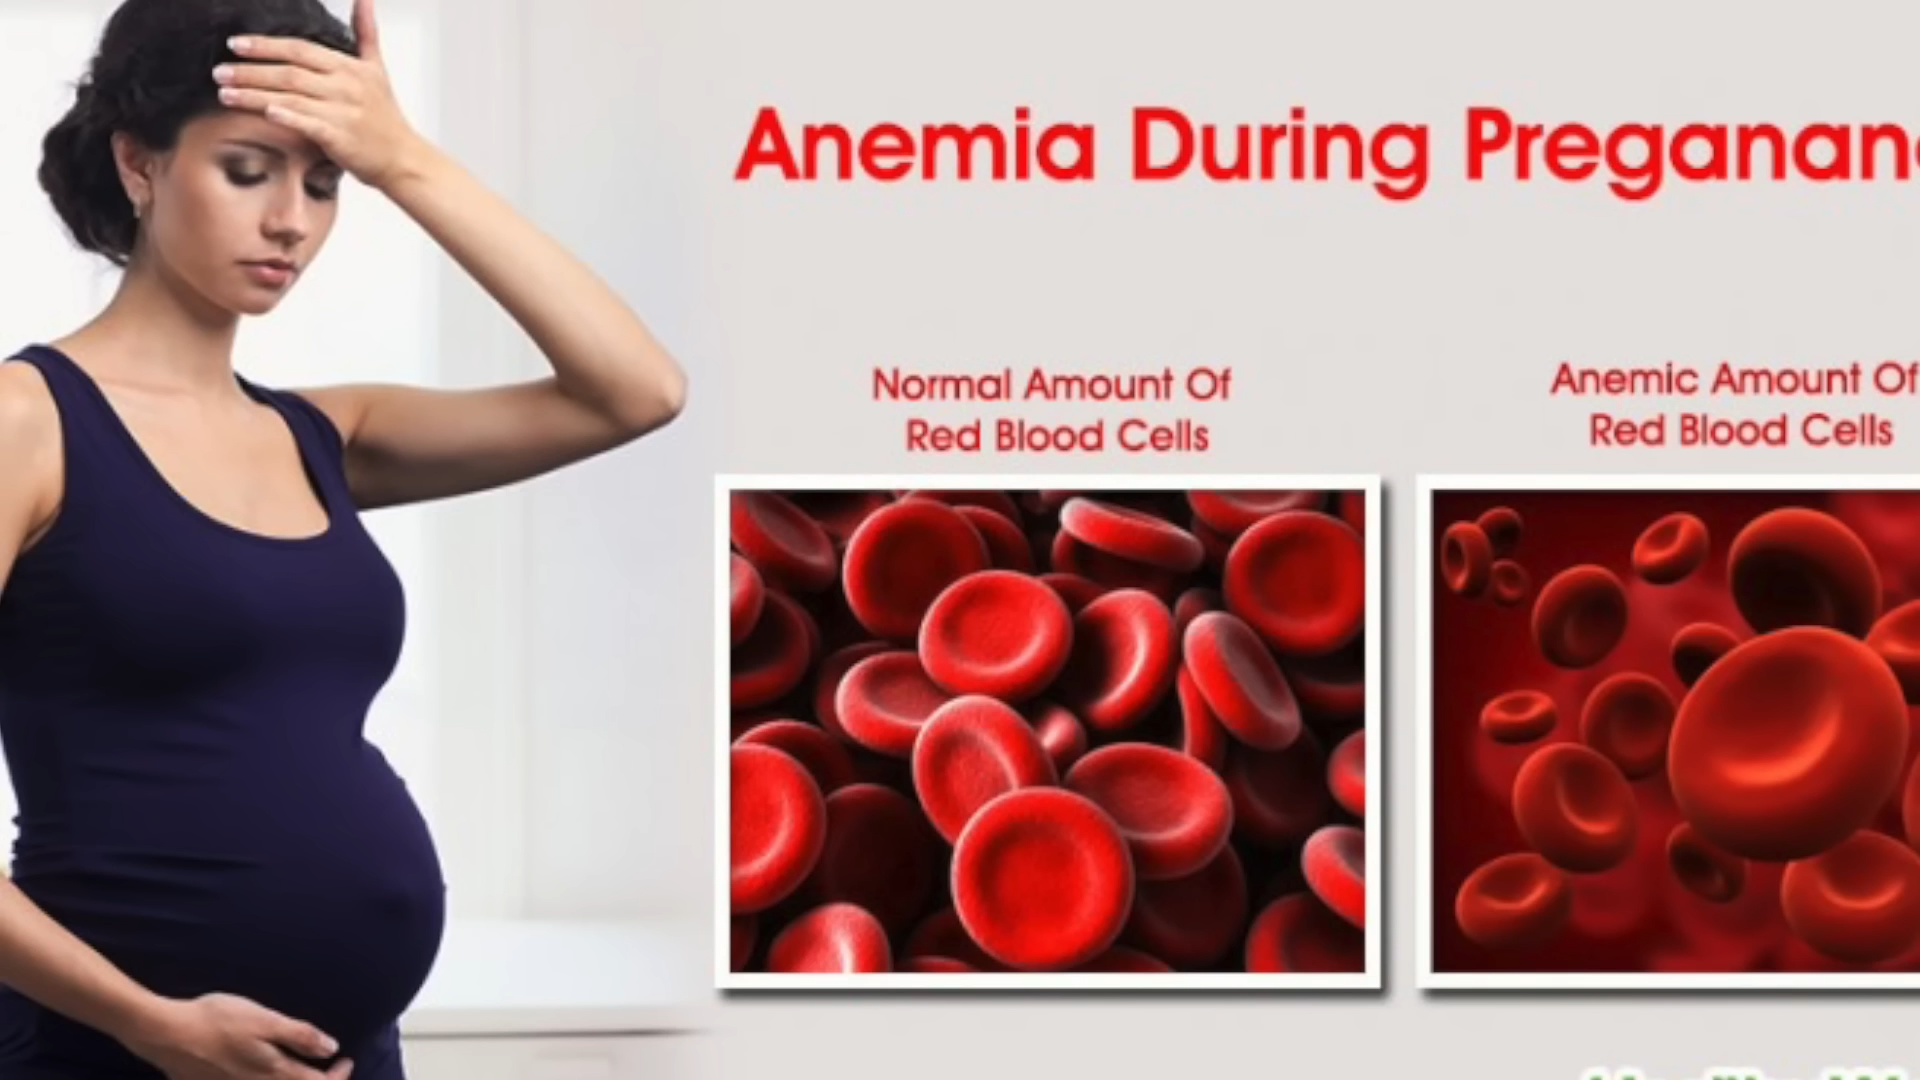 Anemia During Preganan
Normal Amount Of
Red Blood Cells
Anemic Amount Of
Red Blood Cells